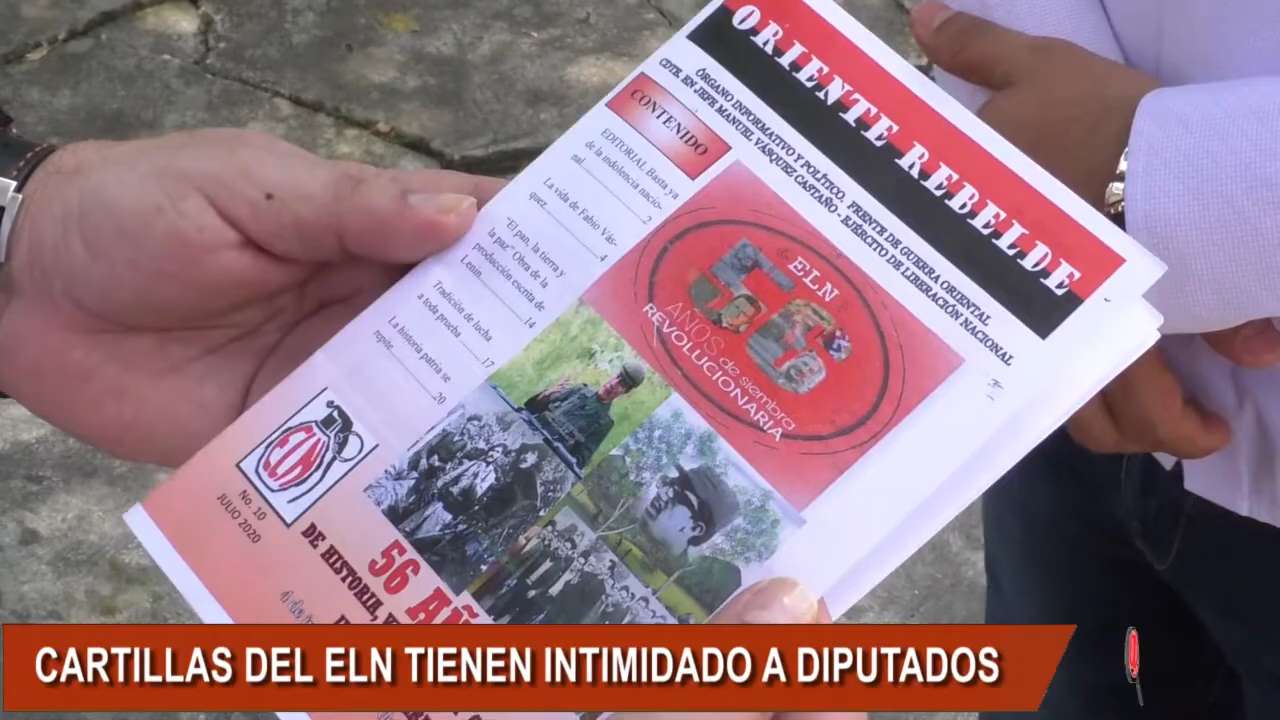 ORIENTE REBELDE
ÓRGANO INFORMATIVO Y POLÍTICO. FRENTE DE GUERRA ORIENTAL
CDTE. EN JEFE MANUEL VÁSQUEZ CASTAÑO - EJÉRCITO DE LIBERACIÓN NACIONAL
CONTENIDO
EDITORIAL. Basta ya
de la indolencia nacio-
nal....................2
La vida de Fabio Vás-
quez....................4
"El pan, la tierra y
la paz" Obra de la
producción escrita de
Lenin....................14
Tradición de lucha
a toda prueba..........17
La historia patria se
repite....................20
ELN
56
AÑOS de siembra
REVOLUCIONARIA
ELN
No. 10
JULIO 2020
56
DE HISTORIA,
4 de
CARTILLAS DEL ELN TIENEN INTIMIDADO A DIPUTADOS